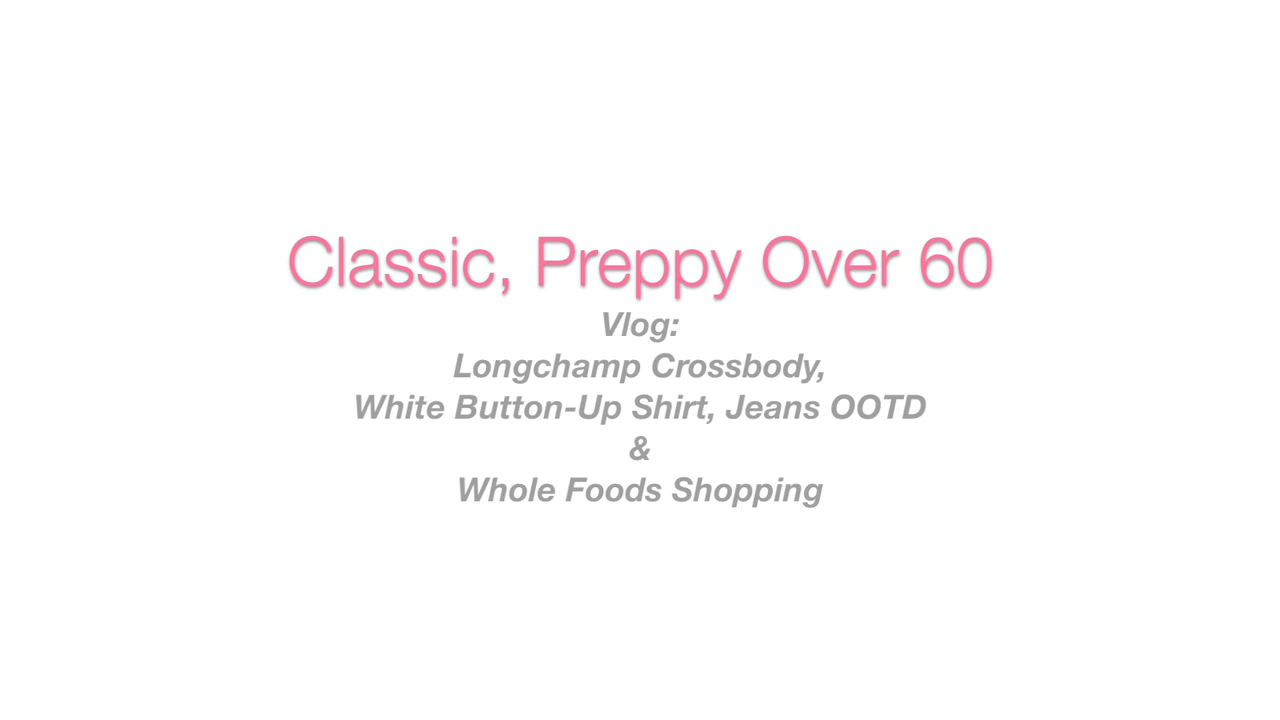 Classic, Preppy Over 60
Vlog:
Longchamp Crossbody,
White Button-Up Shirt, Jeans OOTD
&
Whole Foods Shopping